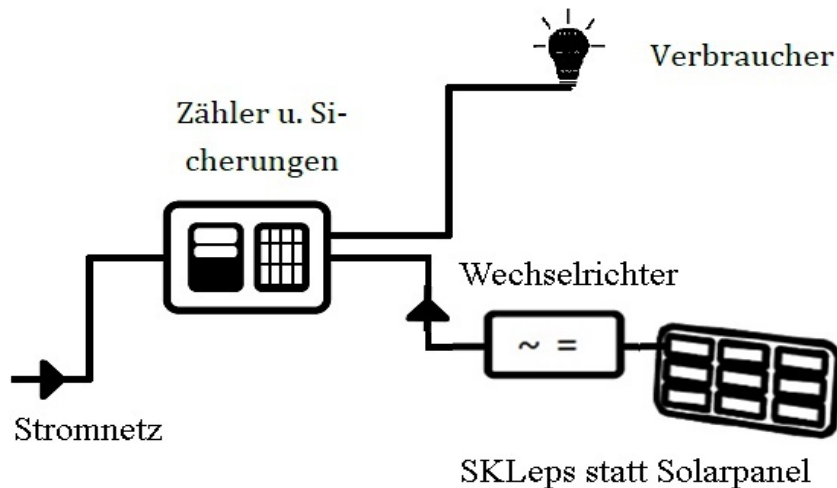 Verbraucher
Zähler u. Si-
cherungen
Wechselrichter
~ =
Stromnetz
SKLeps statt Solarpanel